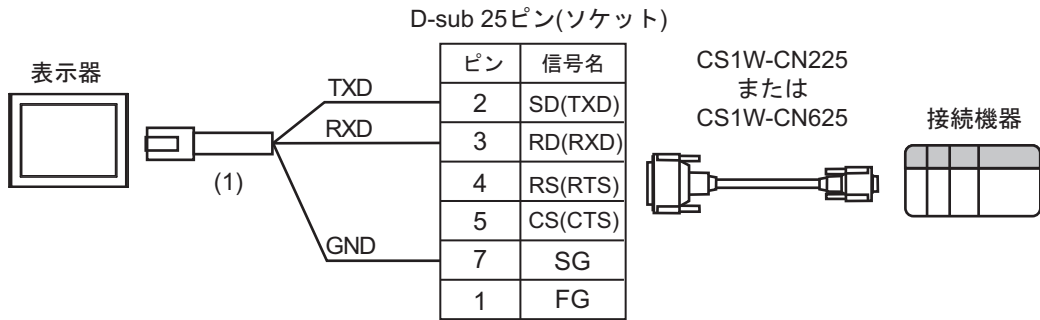 D-sub 25ピン(ソケット)
表示器
TXD
RXD
GND
(1)
ピン 信号名
2 SD(TXD)
3 RD(RXD)
4 RS(RTS)
5 CS(CTS)
7 SG
1 FG
CS1W-CN225
または
CS1W-CN625
接続機器